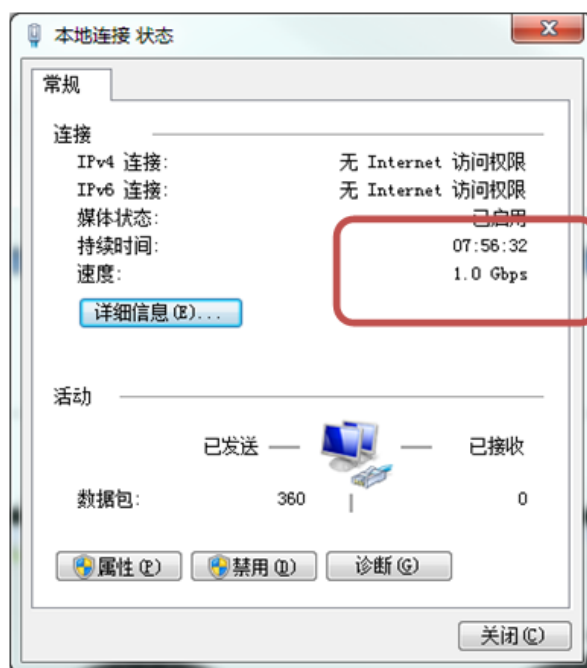 本地连接 状态
常规
连接
IPv4 连接: 无 Internet 访问权限
IPv6 连接: 无 Internet 访问权限
媒体状态: 已启用
持续时间: 07:56:32
速度: 1.0 Gbps
详细信息(E)...
活动
已发送 — — 已接收
数据包: 360 | 0
属性(P) 禁用(D) 诊断(G)
关闭(C)